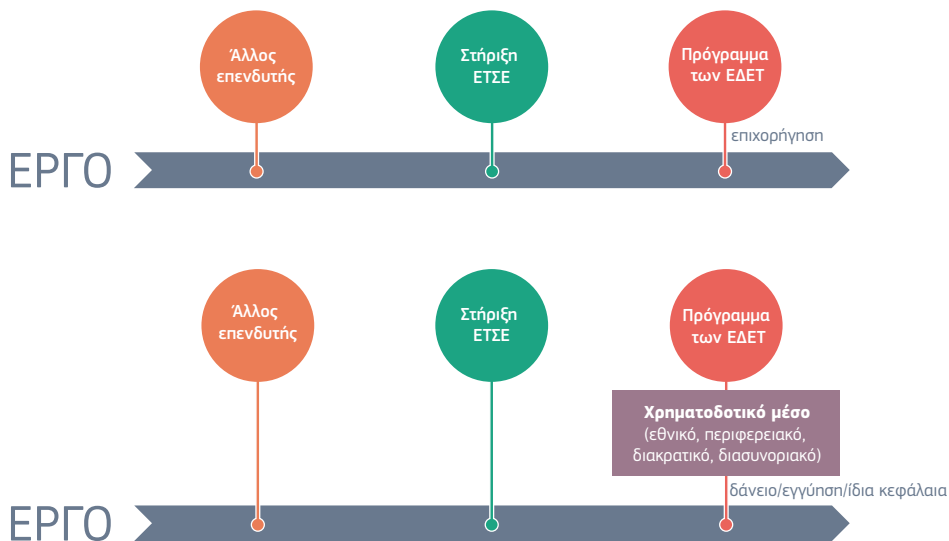 Άλλος
επενδυτής
Στήριξη
ΕΤΣΕ
Πρόγραμμα
των ΕΔΕΤ
επιχορήγηση
ΕΡΓΟ
Άλλος
επενδυτής
Στήριξη
ΕΤΣΕ
Πρόγραμμα
των ΕΔΕΤ
Χρηματοδοτικό μέσο
(εθνικό, περιφερειακό,
διακρατικό, διασυνοριακό)
δάνειο/εγγύηση/ίδια κεφάλαια
ΕΡΓΟ